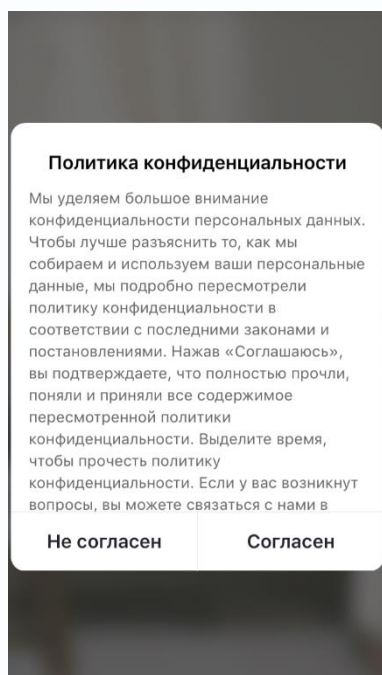 Политика конфиденциальности
Мы уделяем большое внимание
конфиденциальности персональных данных.
Чтобы лучше разъяснить то, как мы
собираем и используем ваши персональные
данные, мы подробно пересмотрели
политику конфиденциальности в
соответствии с последними законами и
постановлениями. Нажав «Соглашаюсь»,
вы подтверждаете, что полностью прочли,
поняли и приняли все содержимое
пересмотренной политики
конфиденциальности. Выделите время,
чтобы прочесть политику
конфиденциальности. Если у вас возникнут
вопросы, вы можете связаться с нами в
Не согласен
Согласен